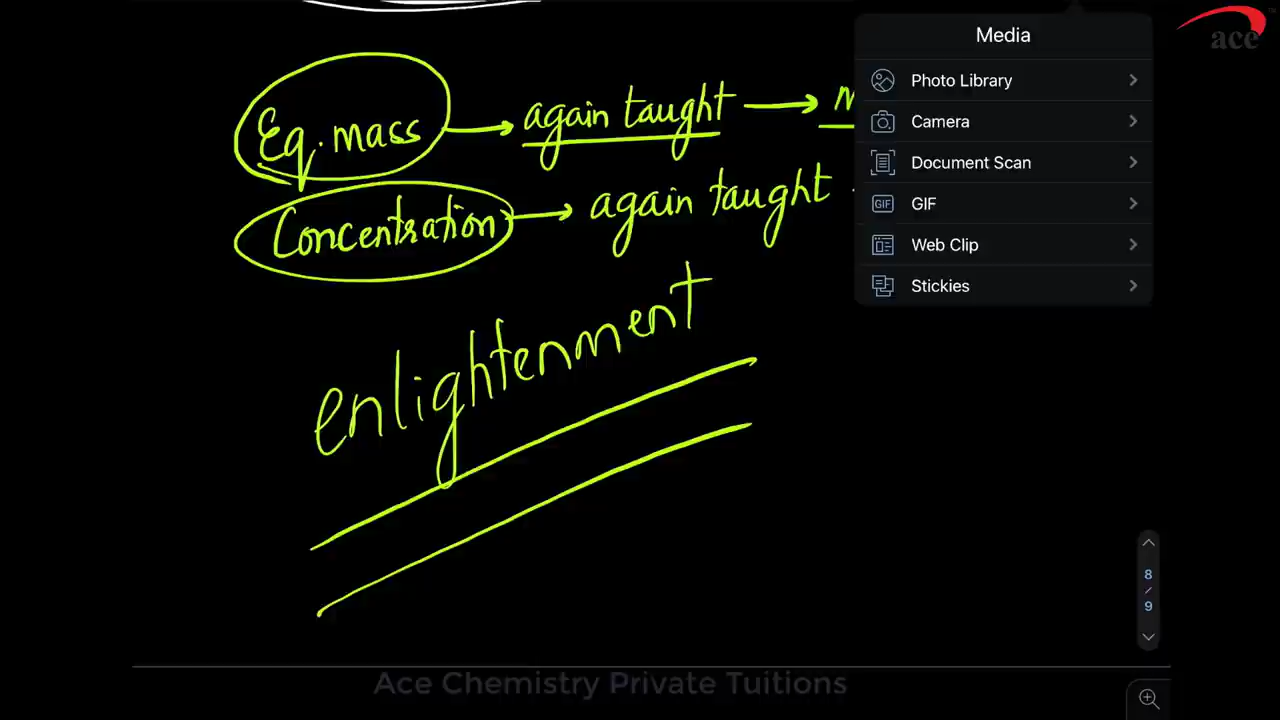 Media
ace
Photo Library
Camera
Document Scan
GIF GIF
Web Clip
Stickies
Eq. mass → again taught →
Concentration → again taught
enlightenment
8
/
9
Ace Chemistry Private Tuitions